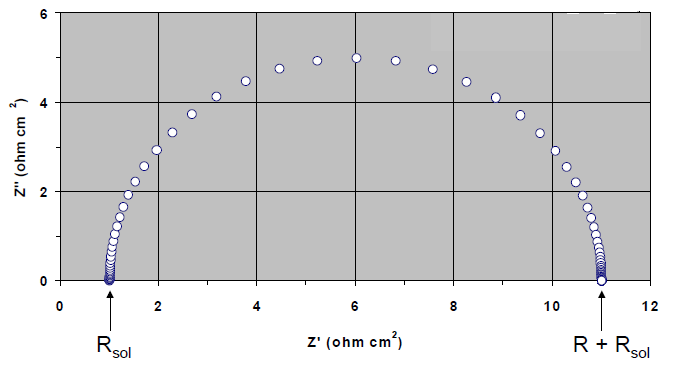 6
4
2
0
Z" (ohm cm²)
0 2 4 6 8 10 12
Z' (ohm cm²)
Rsol
R + Rsol